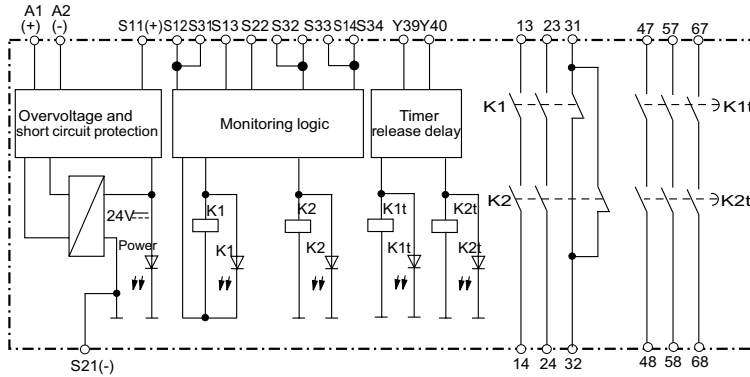 A1 A2 S11(+) S12 S31 S13 S22 S32 S33 S14 S34 Y39 Y40 13 23 31 47 57 67
(+) (-)
Overvoltage and
short circuit protection
Monitoring logic
Timer
release delay
K1 K1t
24V
K1 K2 K1t K2t
K2 K2t
Power K1 K2 K1t K2t
S21(-) 14 24 32 48 58 68